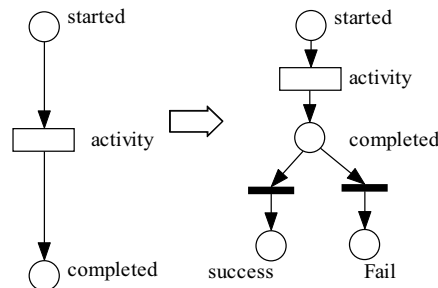 started
activity
completed
started
activity
completed
success
Fail